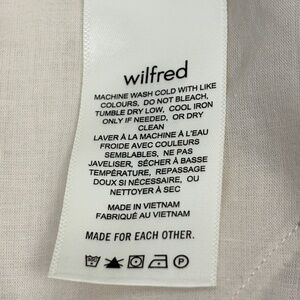 wilfred
MACHINE WASH COLD WITH LIKE
COLOURS, DO NOT BLEACH,
TUMBLE DRY LOW, COOL IRON
ONLY IF NEEDED, OR DRY
CLEAN
LAVER À LA MACHINE À L'EAU
FROIDE AVEC COULEURS
SEMBLABLES, NE PAS
JAVELISER, SÉCHER À BASSE
TEMPÉRATURE, REPASSAGE
DOUX SI NÉCESSAIRE, OU
NETTOYER À SEC
MADE IN VIETNAM
FABRIQUÉ AU VIETNAM
MADE FOR EACH OTHER.
P